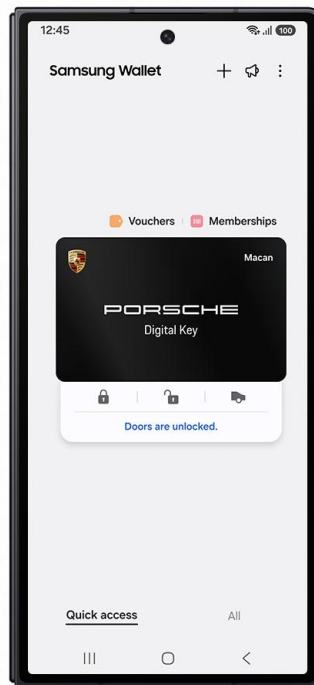 12:45
100
Samsung Wallet
Vouchers
Memberships
Macan
PORSCHE
Digital Key
Doors are unlocked.
Quick access
All